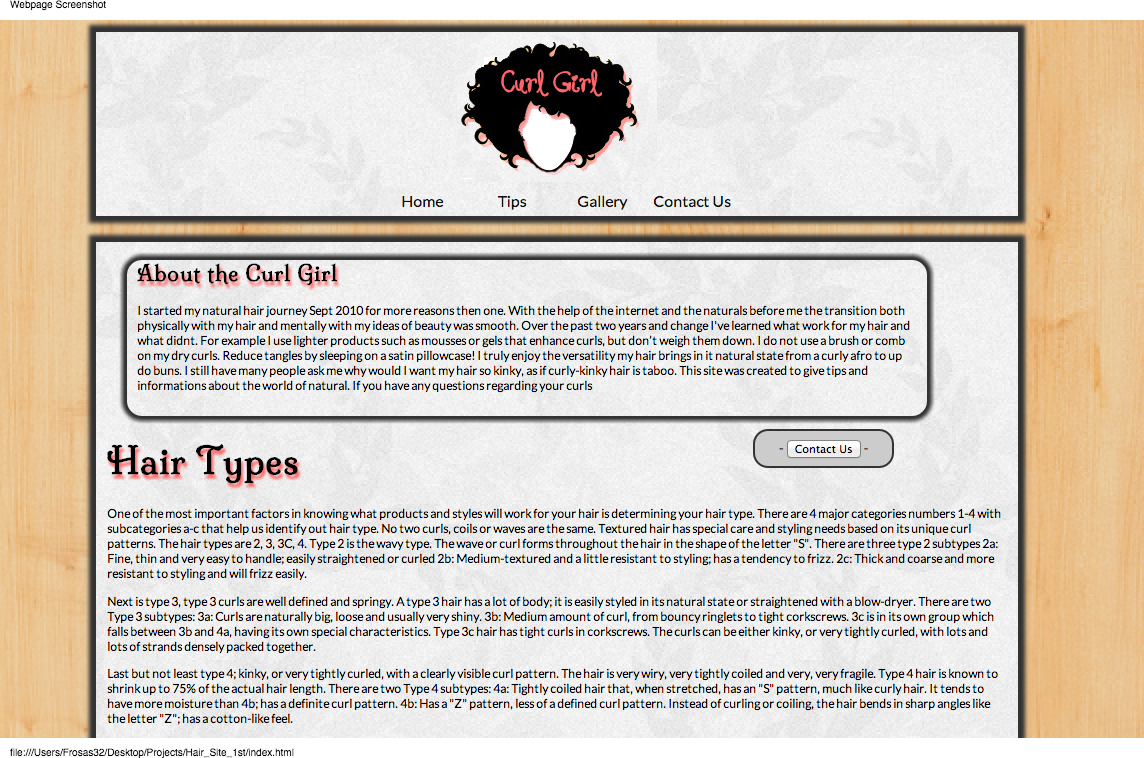 Webpage Screenshot
Curl Girl
Home Tips Gallery Contact Us
About the Curl Girl
I started my natural hair journey Sept 2010 for more reasons then one. With the help of the internet and the naturals before me the transition both
physically with my hair and mentally with my ideas of beauty was smooth. Over the past two years and change I've learned what work for my hair and
what didnt. For example I use lighter products such as mousses or gels that enhance curls, but don't weigh them down. I do not use a brush or comb
on my dry curls. Reduce tangles by sleeping on a satin pillowcase! I truly enjoy the versatility my hair brings in it natural state from a curly afro to up
do buns. I still have many people ask me why would I want my hair so kinky, as if curly-kinky hair is taboo. This site was created to give tips and
informations about the world of natural. If you have any questions regarding your curls
- Contact Us -
Hair Types
One of the most important factors in knowing what products and styles will work for your hair is determining your hair type. There are 4 major categories numbers 1-4 with
subcategories a-c that help us identify out hair type. No two curls, coils or waves are the same. Textured hair has special care and styling needs based on its unique curl
patterns. The hair types are 2, 3, 3C, 4. Type 2 is the wavy type. The wave or curl forms throughout the hair in the shape of the letter "S". There are three type 2 subtypes 2a:
Fine, thin and very easy to handle; easily straightened or curled 2b: Medium-textured and a little resistant to styling; has a tendency to frizz. 2c: Thick and coarse and more
resistant to styling and will frizz easily.
Next is type 3, type 3 curls are well defined and springy. A type 3 hair has a lot of body; it is easily styled in its natural state or straightened with a blow-dryer. There are two
Type 3 subtypes: 3a: Curls are naturally big, loose and usually very shiny. 3b: Medium amount of curl, from bouncy ringlets to tight corkscrews. 3c is in its own group which
falls between 3b and 4a, having its own special characteristics. Type 3c hair has tight curls in corkscrews. The curls can be either kinky, or very tightly curled, with lots and
lots of strands densely packed together.
Last but not least type 4; kinky, or very tightly curled, with a clearly visible curl pattern. The hair is very wiry, very tightly coiled and very, very fragile. Type 4 hair is known to
shrink up to 75% of the actual hair length. There are two Type 4 subtypes: 4a: Tightly coiled hair that, when stretched, has an "S" pattern, much like curly hair. It tends to
have more moisture than 4b; has a definite curl pattern. 4b: Has a "Z" pattern, less of a defined curl pattern. Instead of curling or coiling, the hair bends in sharp angles like
the letter "Z"; has a cotton-like feel.
file:///Users/Frosas32/Desktop/Projects/Hair_Site_1st/index.html